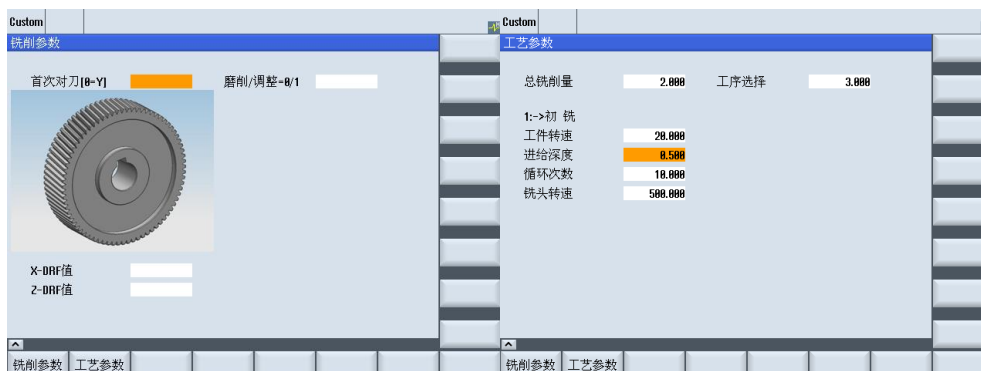 Custom
铣削参数
首次对刀[0=Y]
磨削/调整=0/1
X-DRF值
Z-DRF值
铣削参数 工艺参数
Custom
工艺参数
总铣削量 2.000 工序选择 3.000
1:->初 铣
工件转速 20.000
进给深度 0.500
循环次数 10.000
铣头转速 500.000
铣削参数 工艺参数